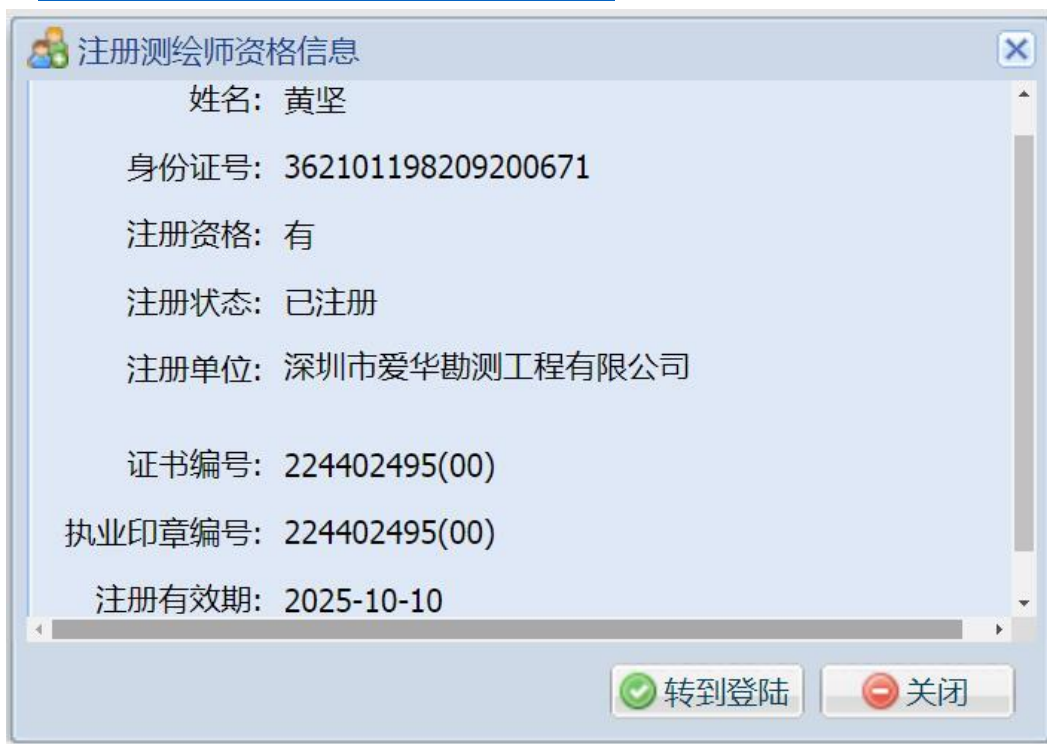 注册测绘师资格信息
姓名: 黄坚
身份证号: 362101198209200671
注册资格: 有
注册状态: 已注册
注册单位: 深圳市爱华勘测工程有限公司
证书编号: 224402495(00)
执业印章编号: 224402495(00)
注册有效期: 2025-10-10
转到登陆 关闭